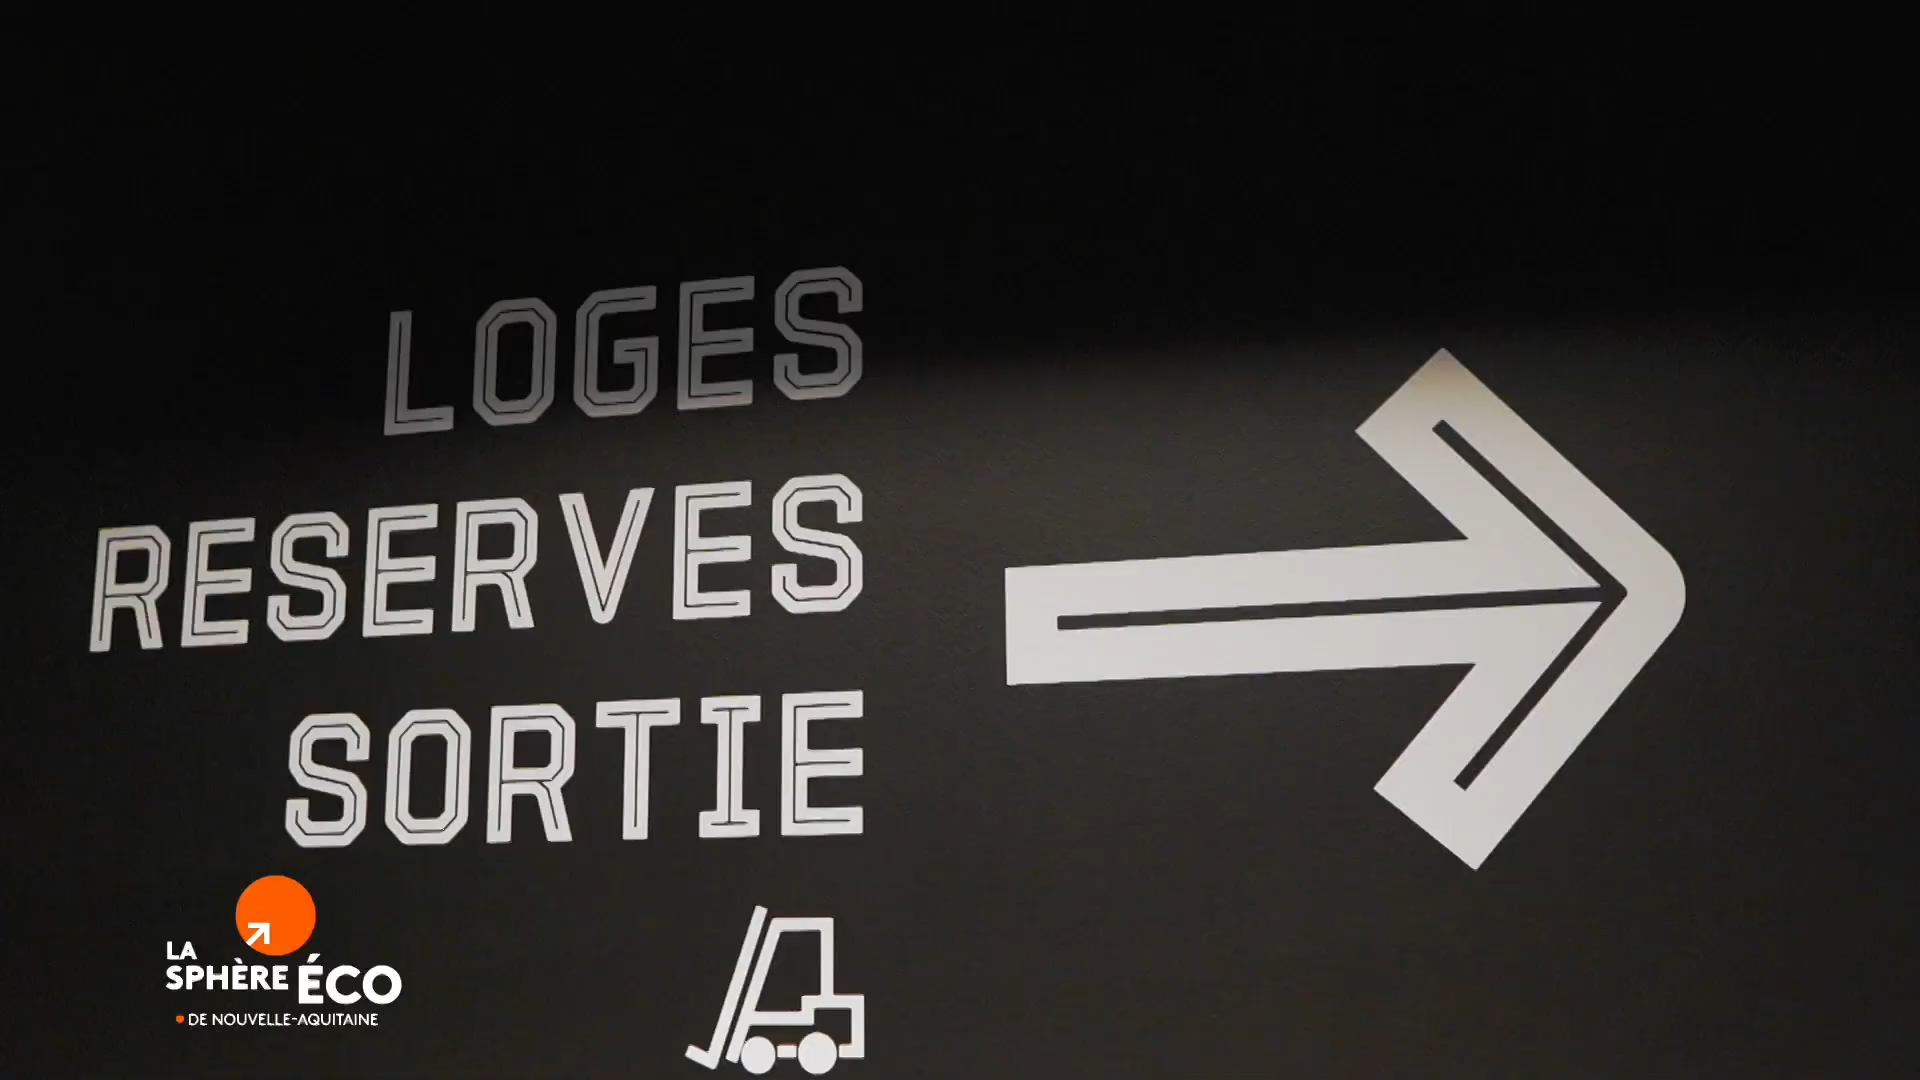 LOGES
RESERVES
SORTIE
LA
SPHÈRE ÉCO
DE NOUVELLE-AQUITAINE